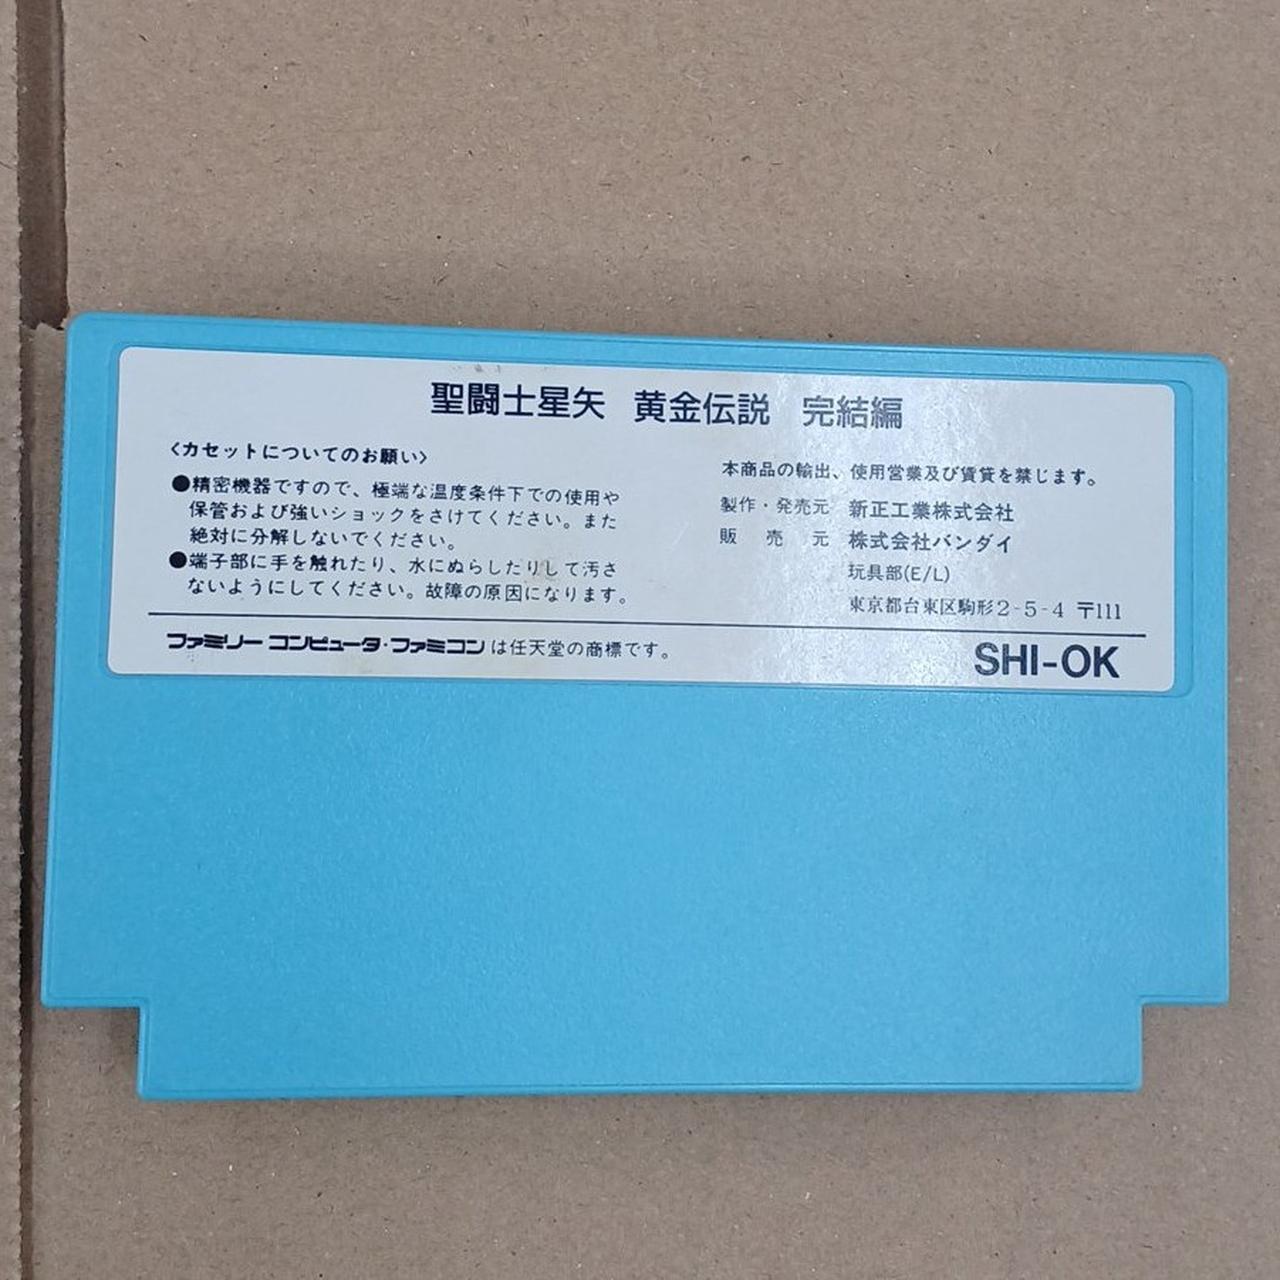 聖闘士星矢 黄金伝説 完結編
〈カセットについてのお願い〉
●精密機器ですので、極端な温度条件下での使用や
保管および強いショックをさけてください。また
絶対に分解しないでください。
●端子部に手を触れたり、水にぬらしたりして汚さ
ないようにしてください。故障の原因になります。
本商品の輸出、使用営業及び賃貸を禁じます。
製作・発売元 新正工業株式会社
販売元 株式会社バンダイ
玩具部(E/L)
東京都台東区駒形2-5-4 〒111
ファミリーコンピュータ・ファミコンは任天堂の商標です。
SHI-OK